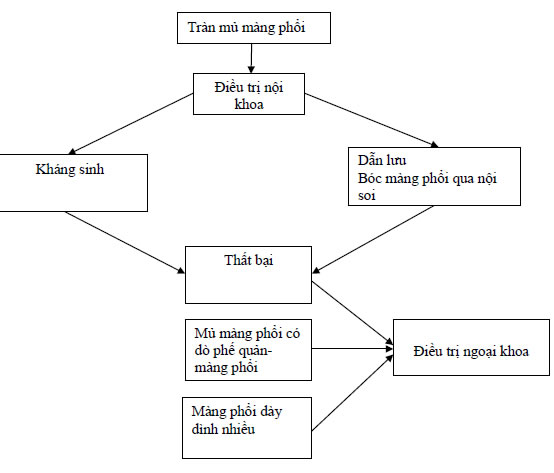 Tràn mủ màng phổi
Điều trị nội
khoa
Kháng sinh
Dẫn lưu
Bóc màng phổi qua nội
soi
Thất bại
Mủ màng phổi có
dò phế quản-
màng phổi
Điều trị ngoại khoa
Màng phổi dày
dính nhiều